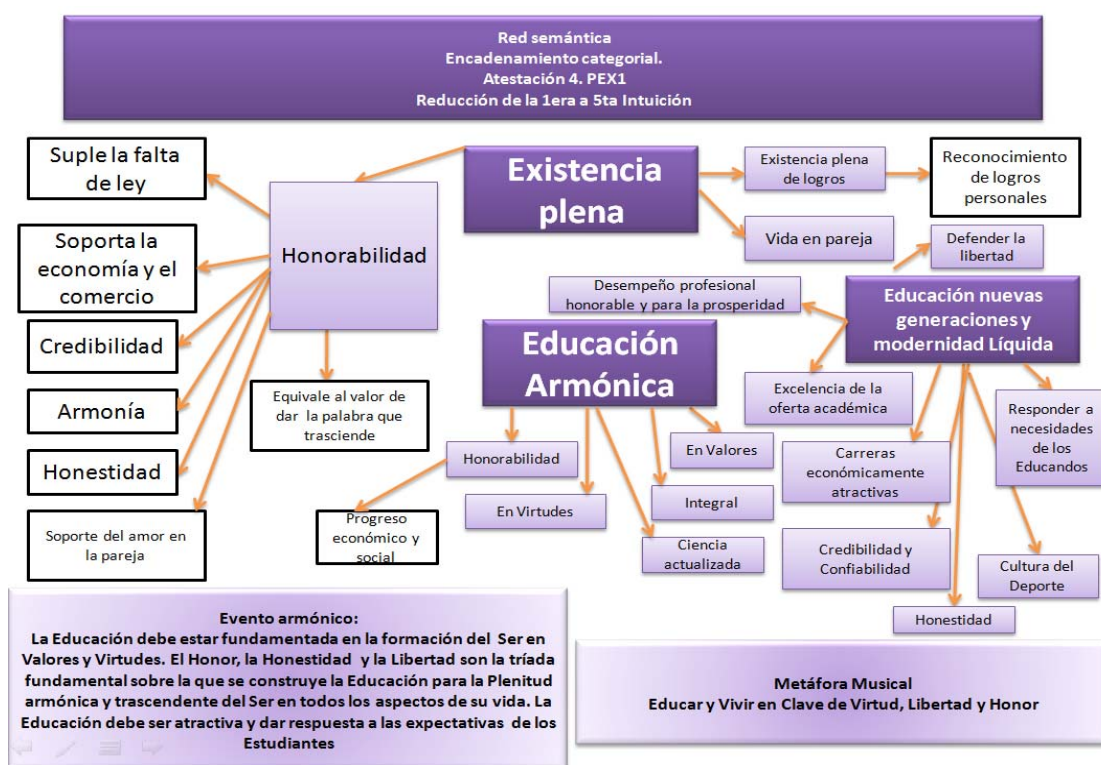 Red semántica
Encadenamiento categorial.
Atestación 4. PEX1
Reducción de la 1era a 5ta Intuición
Suple la falta
de ley
Soporta la
economía y el
comercio
Credibilidad
Armonía
Honestidad
Soporte del amor en
la pareja
Honorabilidad
Equivale al valor de
dar la palabra que
trasciende
Existencia
plena
Existencia plena
de logros
Reconocimiento
de logros
personales
Vida en pareja
Defender la
libertad
Desempeño profesional
honorable y para la prosperidad
Educación nuevas
generaciones y
modernidad Líquida
Educación
Armónica
Excelencia de la
oferta académica
Responder a
necesidades
de los
Educandos
Honorabilidad
En Valores
Carreras
económicamente
atractivas
En Virtudes
Integral
Progreso
económico y
social
Ciencia
actualizada
Credibilidad y
Confiabilidad
Cultura del
Deporte
Honestidad
Evento armónico:
La Educación debe estar fundamentada en la formación del Ser en
Valores y Virtudes. El Honor, la Honestidad y la Libertad son la tríada
fundamental sobre la que se construye la Educación para la Plenitud
armónica y trascendente del Ser en todos los aspectos de su vida. La
Educación debe ser atractiva y dar respuesta a las expectativas de los
Estudiantes
Metáfora Musical
Educar y Vivir en Clave de Virtud, Libertad y Honor